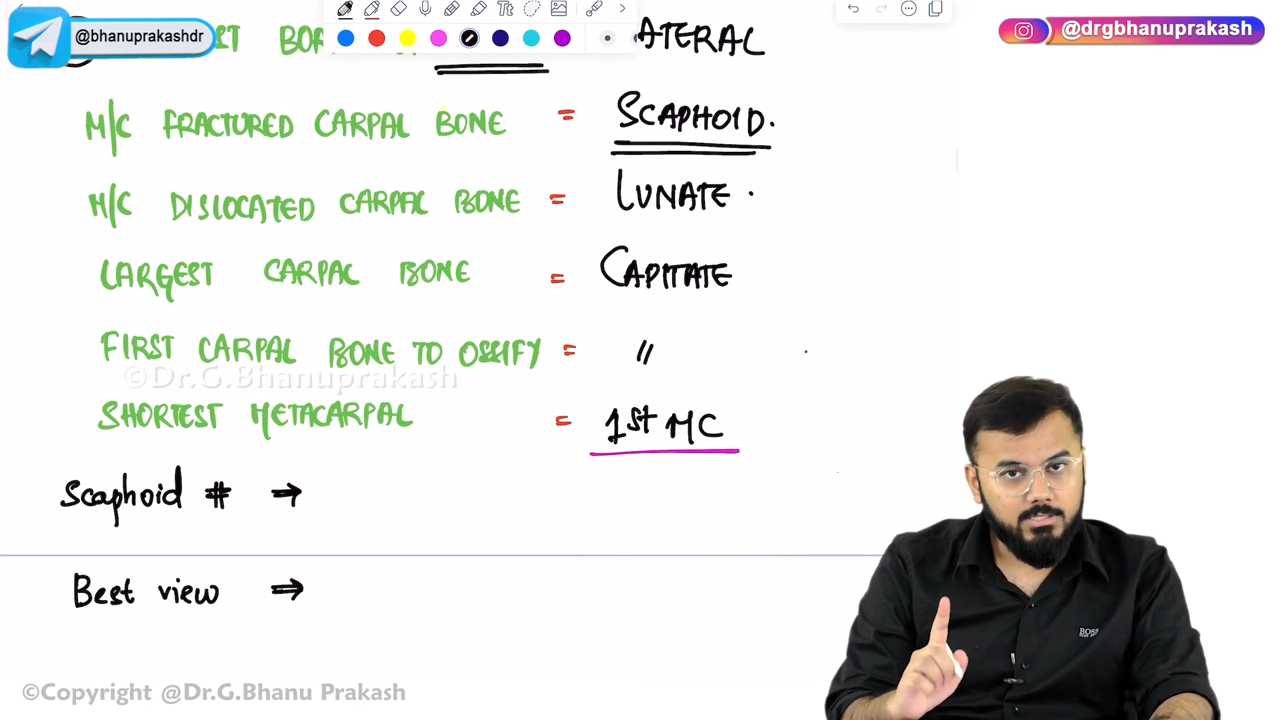 @bhanuprakashdr
@drgbhanuprakash
ATERAL
M/C FRACTURED CARPAL BONE = SCAPHOID.
M/C DISLOCATED CARPAL BONE = LUNATE.
LARGEST CARPAL BONE = CAPITATE
FIRST CARPAL BONE TO OSSIFY = "
©Dr.G.Bhanuprakash
SHORTEST METACARPAL = 1st MC
Scaphoid # →
Best view ⇒
BOSS
©Copyright @Dr.G.Bhanu Prakash